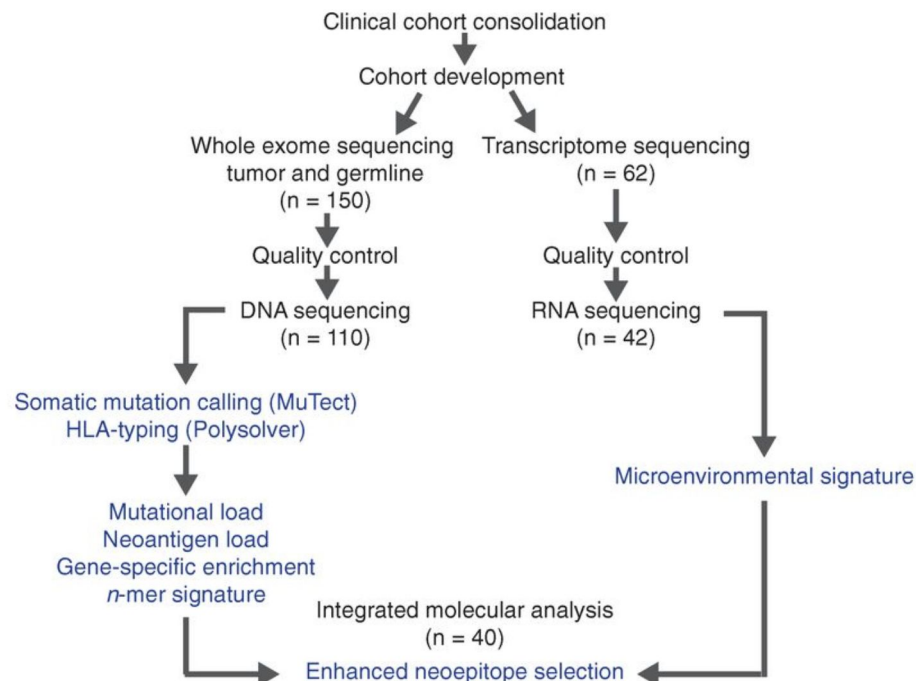 Clinical cohort consolidation
Cohort development
Whole exome sequencing
tumor and germline
(n = 150)
Transcriptome sequencing
(n = 62)
Quality control
Quality control
DNA sequencing
(n = 110)
RNA sequencing
(n = 42)
Somatic mutation calling (MuTect)
HLA-typing (Polysolver)
Microenvironmental signature
Mutational load
Neoantigen load
Gene-specific enrichment
n-mer signature
Integrated molecular analysis
(n = 40)
Enhanced neoepitope selection